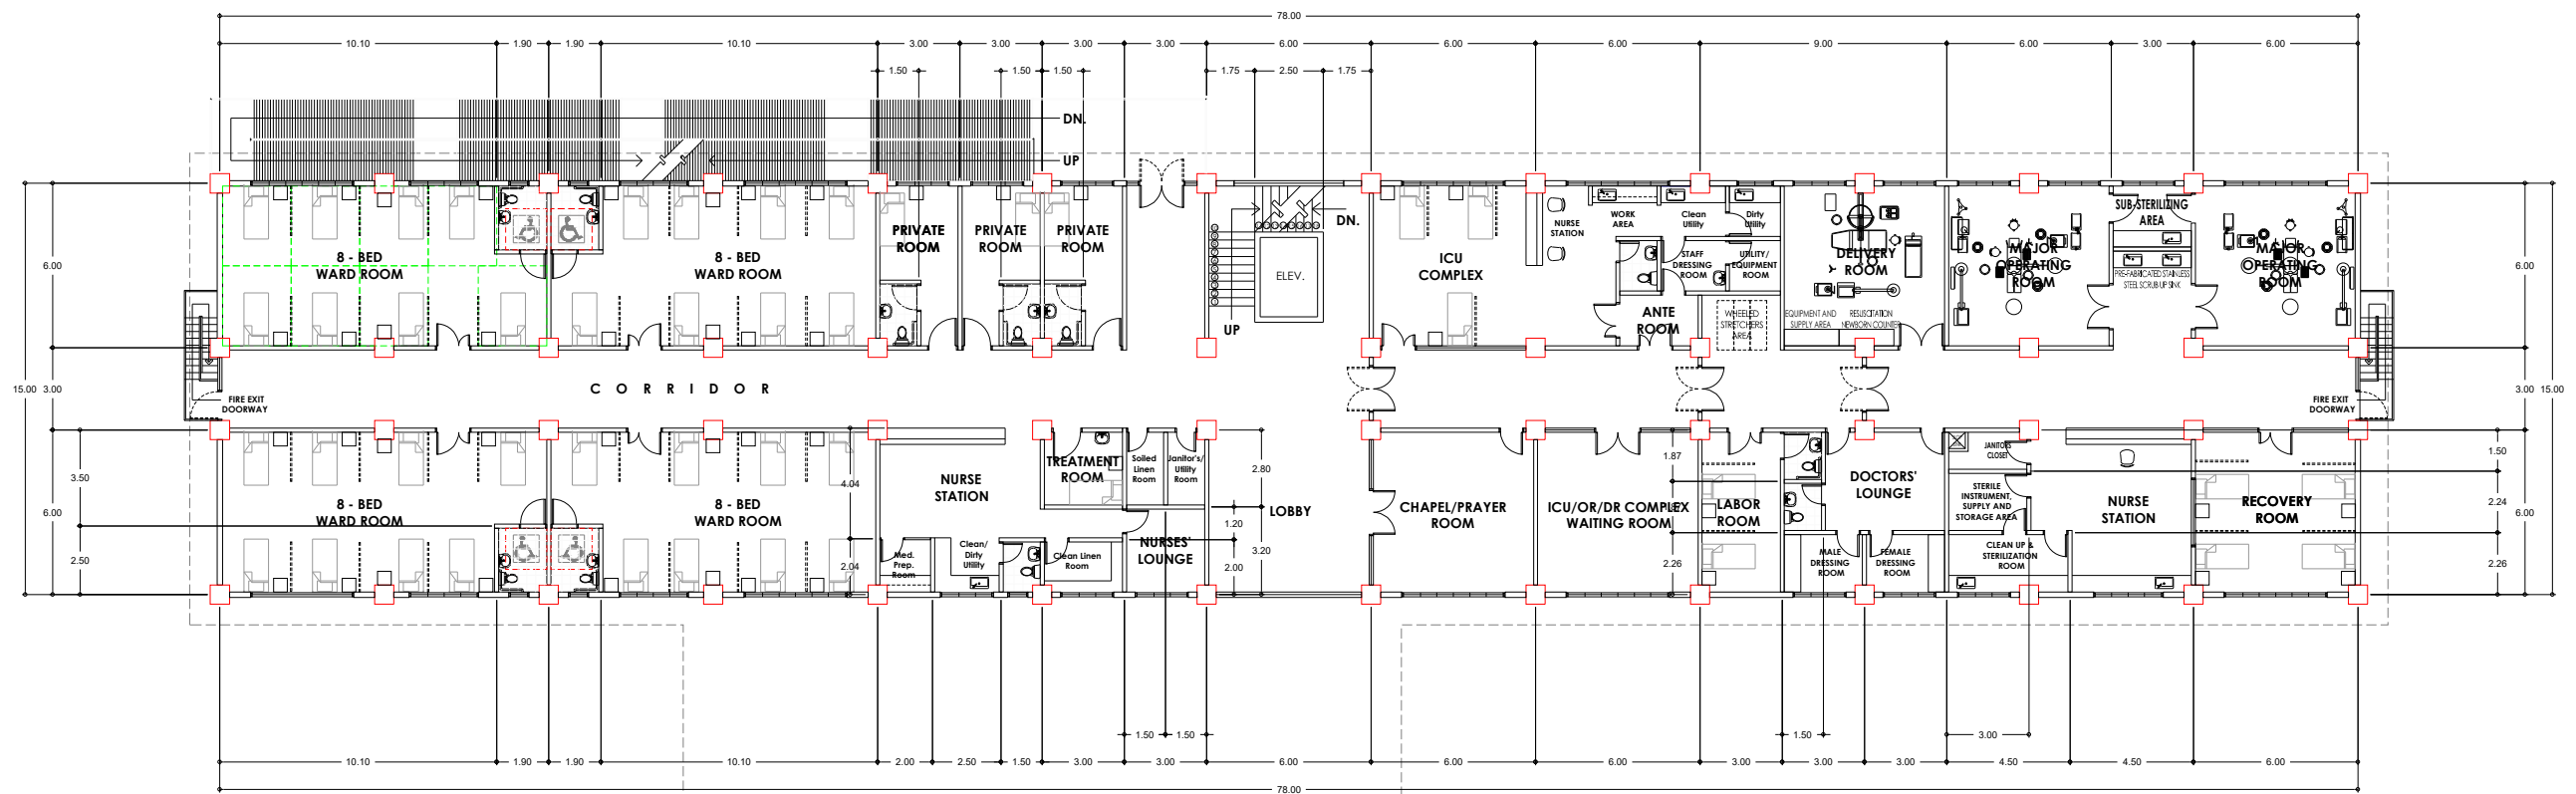 78.00
10.10 1.90 1.90 10.10 3.00 3.00 3.00 3.00 6.00 6.00 6.00 9.00 6.00 3.00 6.00
1.50 1.50 1.50 1.75 2.50 1.75
DN.
UP
8 - BED
WARD ROOM
8 - BED
WARD ROOM
PRIVATE
ROOM
PRIVATE
ROOM
PRIVATE
ROOM
DN.
ELEV.
UP
ICU
COMPLEX
NURSE
STATION
WORK
AREA
Clean
Utility
Dirty
Utility
STAFF
DRESSING
ROOM
UTILITY/
EQUIPMENT
ROOM
ANTE
ROOM
WHEELED
STRETCHERS
AREA
DELIVERY
ROOM
EQUIPMENT AND
SUPPLY AREA
RESUSCITATION
NEWBORN COUNTER
MAJOR
OPERATING
ROOM
SUB-STERILIZING
AREA
PRE-FABRICATED STAINLESS
STEEL SCRUB UP SINK
MAJOR
OPERATING
ROOM
6.00
15.00 3.00
6.00
3.50
2.50
6.00
3.00 15.00
6.00
1.50
2.24
2.26
FIRE EXIT
DOORWAY
CORRIDOR
FIRE EXIT
DOORWAY
8 - BED
WARD ROOM
8 - BED
WARD ROOM
4.04
2.04
NURSE
STATION
Med.
Prep.
Room
Clean/
Dirty
Utility
TREATMENT
ROOM
Soiled
Linen
Room
Janitor's/
Utility
Room
Clean Linen
Room
NURSES'
LOUNGE
2.80
1.20
3.20
2.00
LOBBY
CHAPEL/PRAYER
ROOM
ICU/OR/DR COMPLEX
WAITING ROOM
1.87
2.26
LABOR
ROOM
DOCTORS'
LOUNGE
MALE
DRESSING
ROOM
FEMALE
DRESSING
ROOM
JANITORS
CLOSET
STERILE
INSTRUMENT,
SUPPLY AND
STORAGE AREA
CLEAN UP &
STERILIZATION
ROOM
NURSE
STATION
RECOVERY
ROOM
1.50 1.50 1.50 3.00
10.10 1.90 1.90 10.10 2.00 2.50 1.50 3.00 3.00 6.00 6.00 6.00 3.00 3.00 3.00 4.50 4.50 6.00
78.00